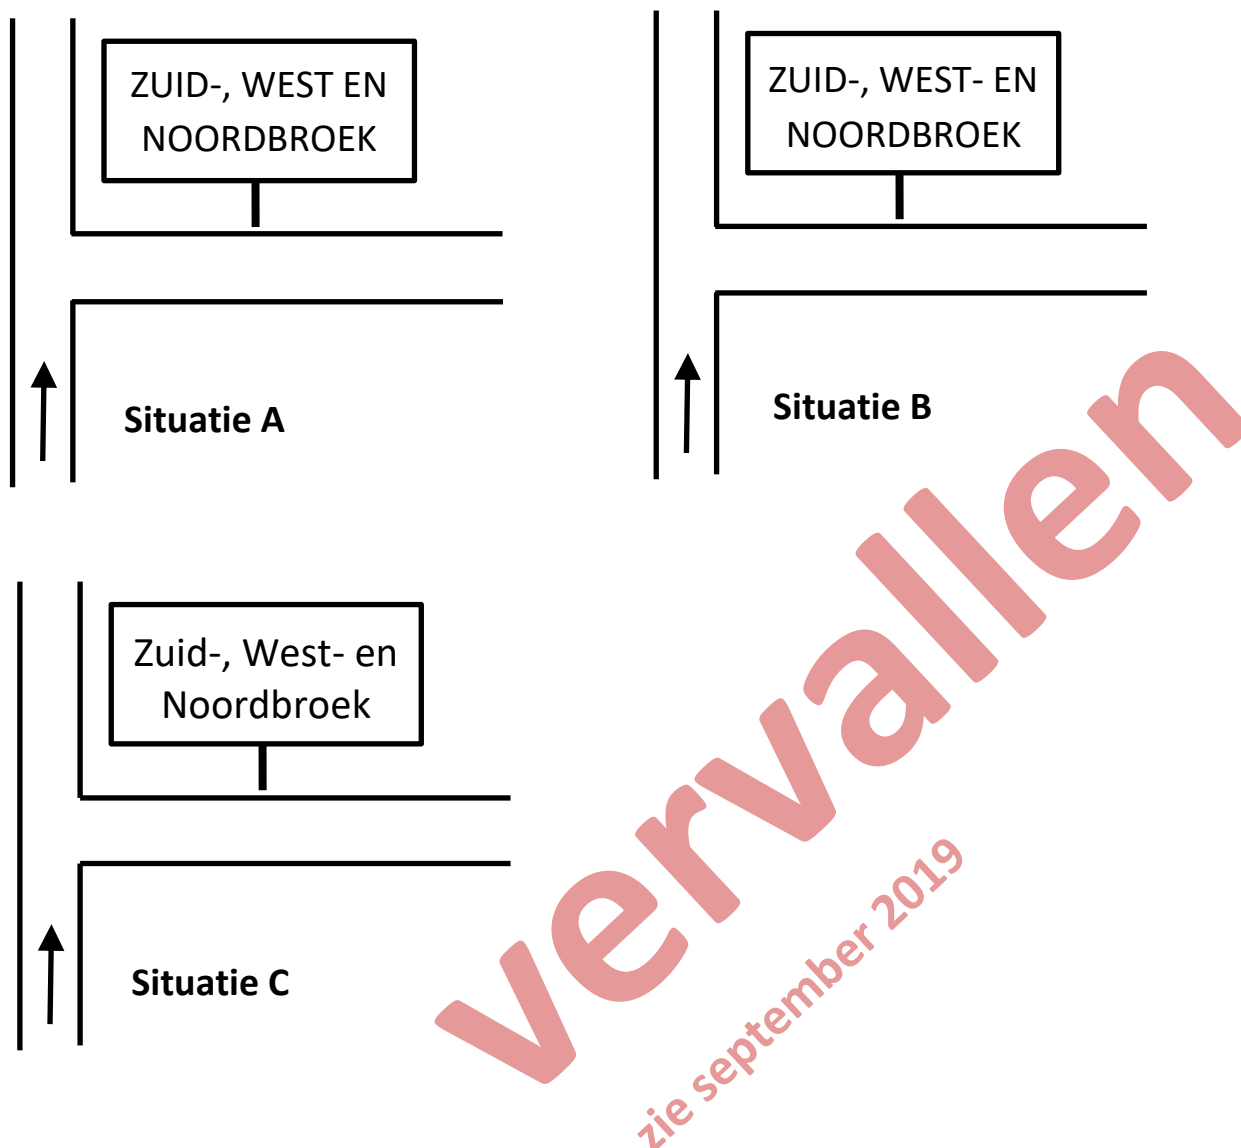 ZUID-, WEST EN
NOORDBROEK
Situatie A
ZUID-, WEST- EN
NOORDBROEK
Situatie B
Zuid-, West- en
Noordbroek
Situatie C
vervallen
zie september 2019